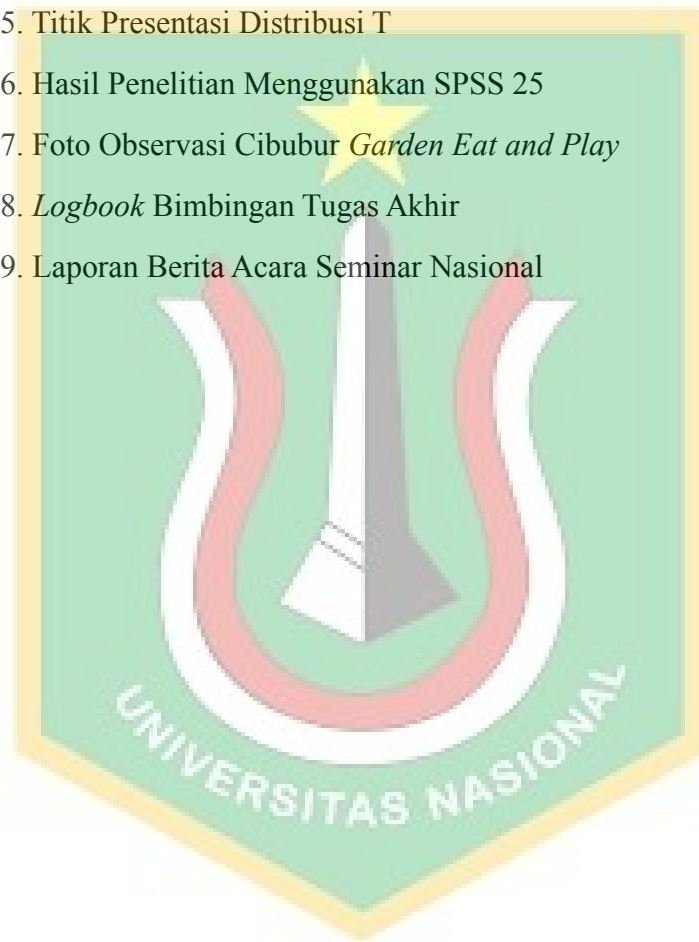 5. Titik Presentasi Distribusi T
6. Hasil Penelitian Menggunakan SPSS 25
7. Foto Observasi Cibubur Garden Eat and Play
8. Logbook Bimbingan Tugas Akhir
9. Laporan Berita Acara Seminar Nasional
UNIVERSITAS NASIONAL